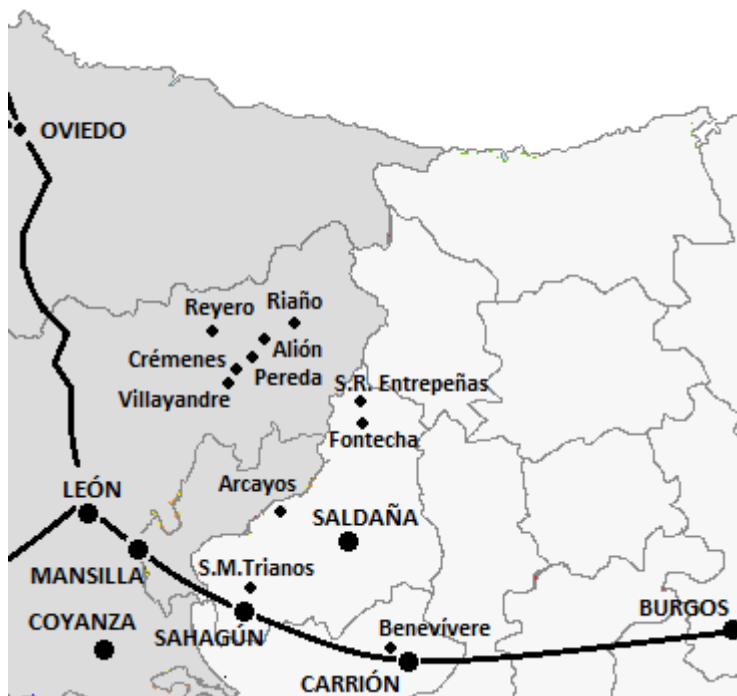 OVIEDO
Reyero
Riaño
Crémenes
Alión
Pereda
Villayandre
S.R. Entrepeñas
Fontecha
LEÓN
Arcayos
SALDAÑA
MANSILLA
S.M.Trianos
COYANZA
SAHAGÚN
Benevívere
BURGOS
CARRIÓN